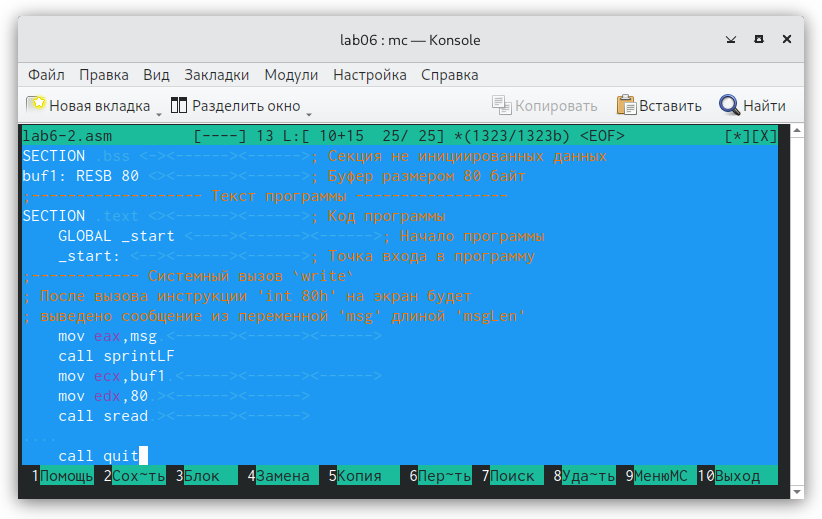 lab06 : mc — Konsole
Файл Правка Вид Закладки Модули Настройка Справка
Новая вкладка Разделить окно Копировать Вставить Найти
lab6-2.asm [----] 13 L:[ 10+15 25/ 25] *(1323/1323b) <EOF> [*][X]
SECTION .bss <-><------><------>; Секция не инициированных данных
buf1: RESB 80 <><------><------>; Буфер размером 80 байт
;------------------- Текст программы -----------------
SECTION .text <><------><------>; Код программы
GLOBAL _start <------><------><------>; Начало программы
_start: <--><------><------>; Точка входа в программу
;------------ Системный вызов `write`
; После вызова инструкции 'int 80h' на экран будет
; выведено сообщение из переменной 'msg' длиной 'msgLen'
mov eax,msg.<------><------><------>
call sprintLF
mov ecx,buf1.<------><------><------>
mov edx,80.><------><------>
call sread.><------><------>
....
call quit
1Помощь 2Сох~ть 3Блок 4Замена 5Копия 6Пер~ть 7Поиск 8Уда~ть 9МенюMC 10Выход